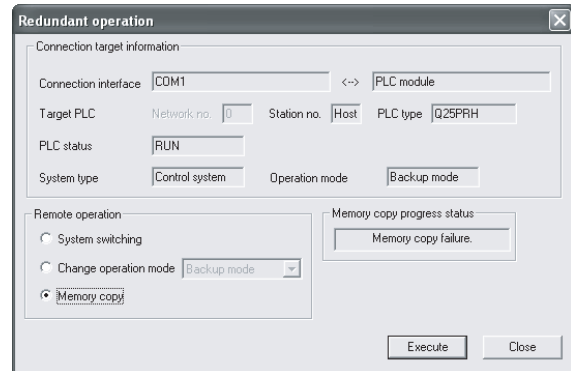 Redundant operation
Connection target information
Connection interface COM1 <--> PLC module
Target PLC Network no. 0 Station no. Host PLC type Q25PRH
PLC status RUN
System type Control system Operation mode Backup mode
Remote operation
System switching
Change operation mode Backup mode
Memory copy
Memory copy progress status
Memory copy failure.
Execute Close